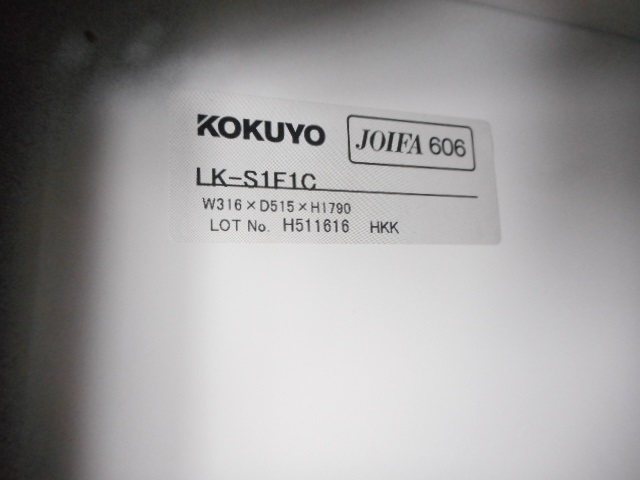 KOKUYO JOIFA 606
LK-S1F1C
W316×D515×H1790
LOT No. H511616 HKK